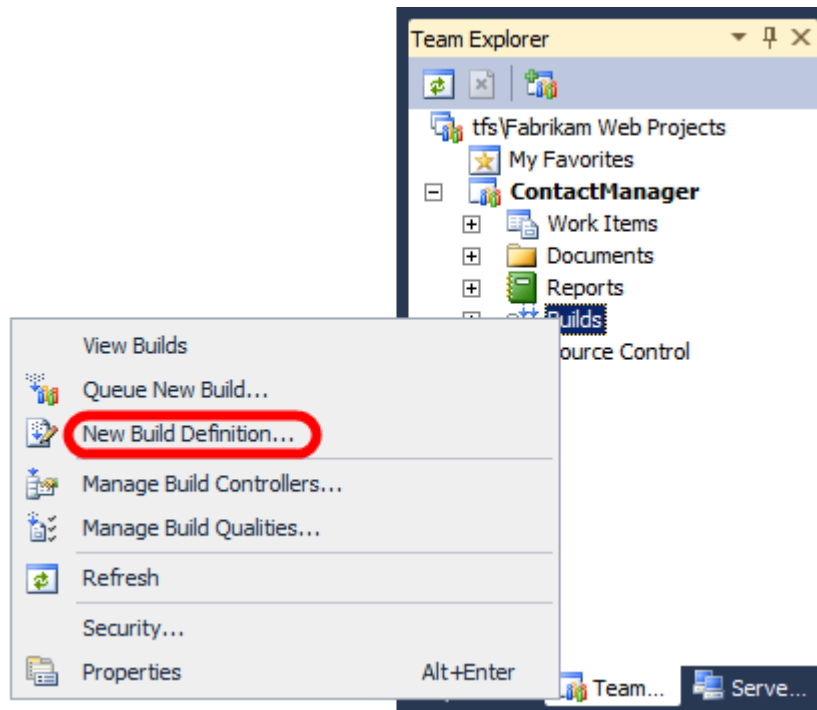 Team Explorer
tfs\Fabrikam Web Projects
My Favorites
ContactManager
Work Items
Documents
Reports
Builds
ource Control
View Builds
Queue New Build...
New Build Definition...
Manage Build Controllers...
Manage Build Qualities...
Refresh
Security...
Properties Alt+Enter
Team... Serve...